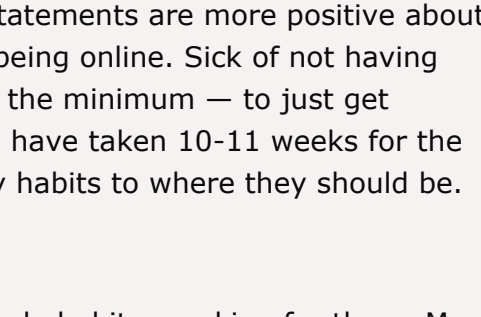 statements are more positive about
being online. Sick of not having
the minimum — to just get
have taken 10-11 weeks for the
habits to where they should be.